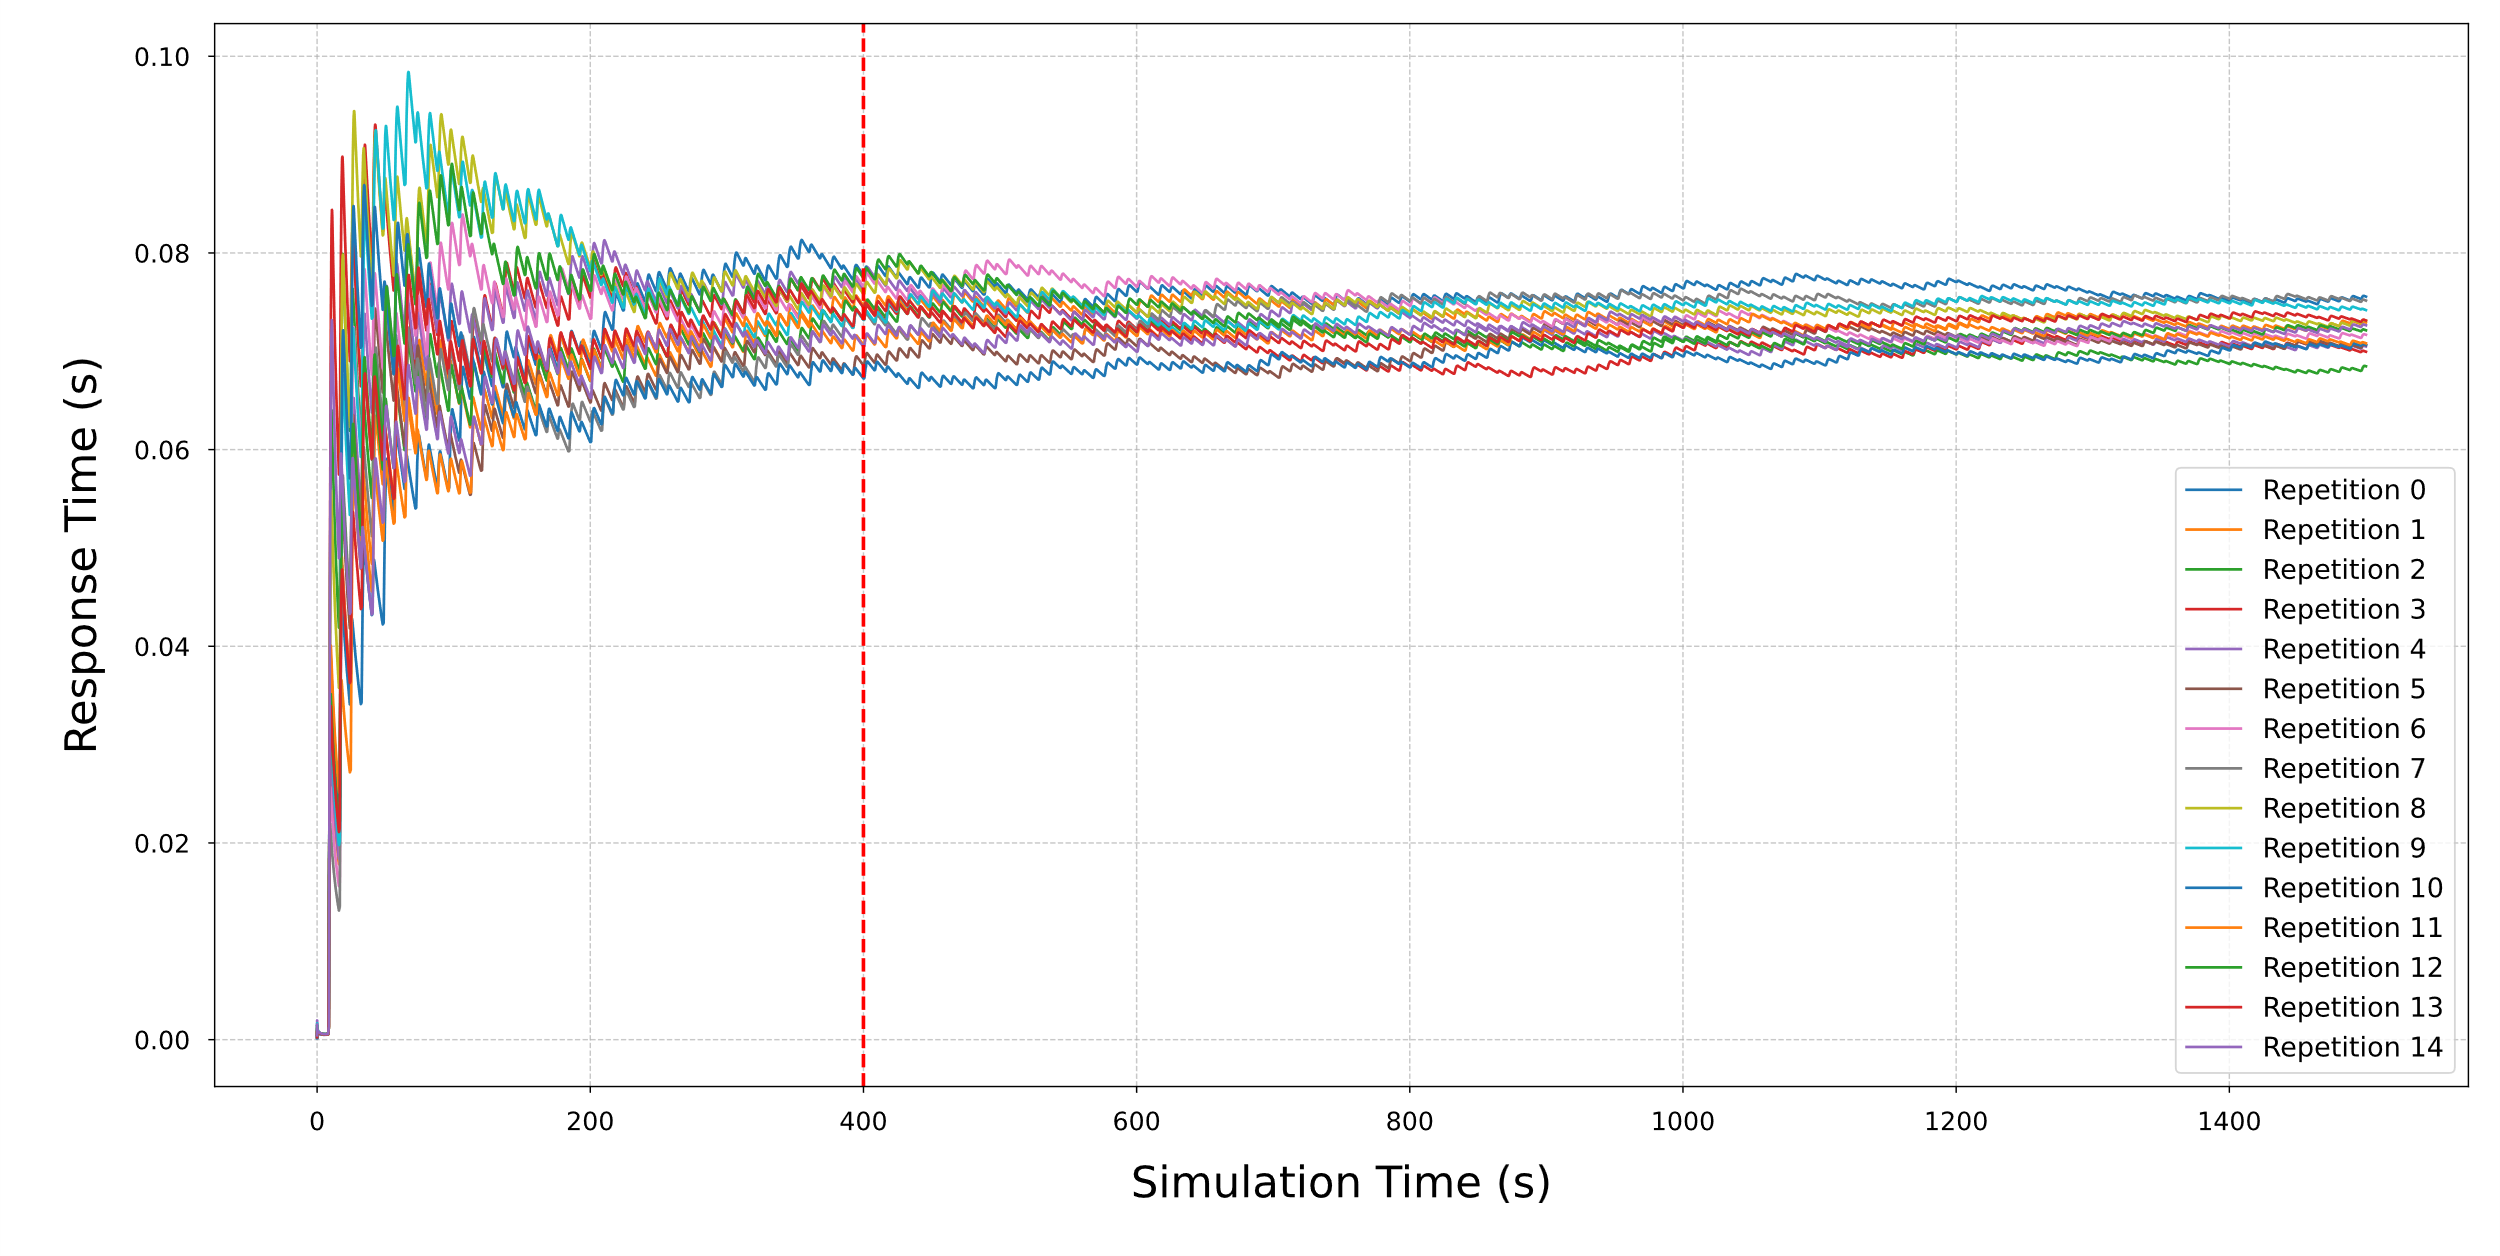 0.10
0.08
0.06
0.04
0.02
0.00
Response Time (s)
0
200
400
600
800
1000
1200
1400
Simulation Time (s)
Repetition 0
Repetition 1
Repetition 2
Repetition 3
Repetition 4
Repetition 5
Repetition 6
Repetition 7
Repetition 8
Repetition 9
Repetition 10
Repetition 11
Repetition 12
Repetition 13
Repetition 14